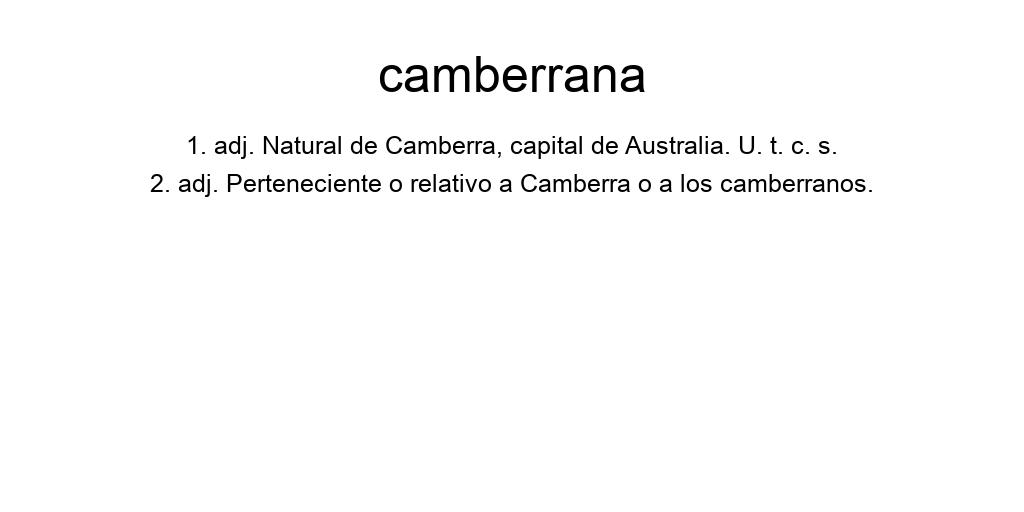 camberrana
1. adj. Natural de Camberra, capital de Australia. U. t. c. s.
2. adj. Perteneciente o relativo a Camberra o a los camberranos.